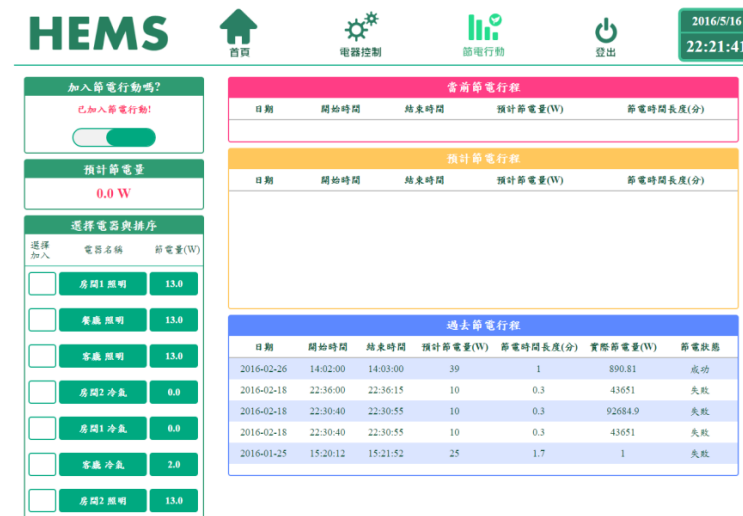 HEMS
首頁
電器控制
節電行動
登出
2016/5/16
22:21:41
加入節電行動嗎?
已加入節電行動!
預計節電量
0.0 W
選擇電器與排序
選擇加入 電器名稱 節電量(W)
房間1 照明 13.0
餐廳 照明 13.0
客廳 照明 13.0
房間2 冷氣 0.0
房間1 冷氣 0.0
客廳 冷氣 2.0
房間2 照明 13.0
當前節電行程
日期 開始時間 結束時間 預計節電量(W) 節電時間長度(分)
預計節電行程
日期 開始時間 結束時間 預計節電量(W) 節電時間長度(分)
過去節電行程
日期 開始時間 結束時間 預計節電量(W) 節電時間長度(分) 實際節電量(W) 節電狀態
2016-02-26 14:02:00 14:03:00 39 1 890.81 成功
2016-02-18 22:36:00 22:36:15 10 0.3 43651 失敗
2016-02-18 22:30:40 22:30:55 10 0.3 92684.9 失敗
2016-02-18 22:30:40 22:30:55 10 0.3 43651 失敗
2016-01-25 15:20:12 15:21:52 25 1.7 1 失敗